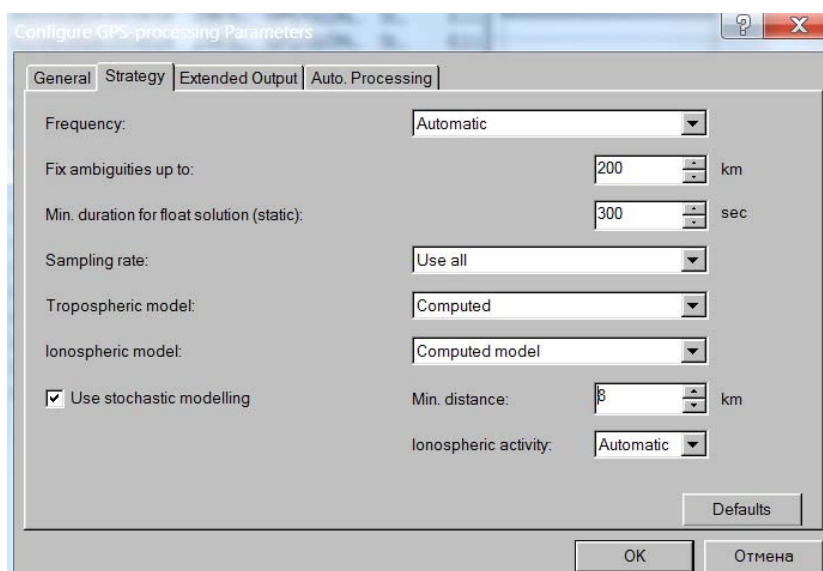 Configure GPS-processing Parameters
General Strategy Extended Output Auto. Processing
Frequency: Automatic
Fix ambiguities up to: 200 km
Min. duration for float solution (static): 300 sec
Sampling rate: Use all
Tropospheric model: Computed
Ionospheric model: Computed model
Use stochastic modelling Min. distance: 8 km
Ionospheric activity: Automatic
Defaults
OK Отмена